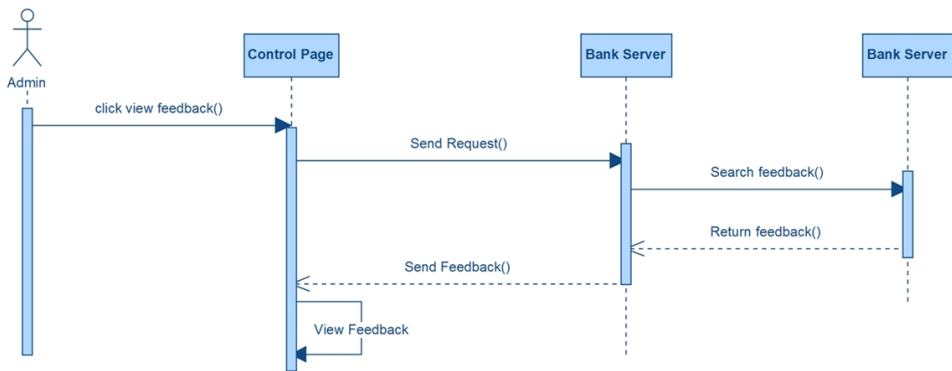 Control Page
Bank Server
Bank Server
Admin
click view feedback()
Send Request()
Search feedback()
Return feedback()
Send Feedback()
View Feedback